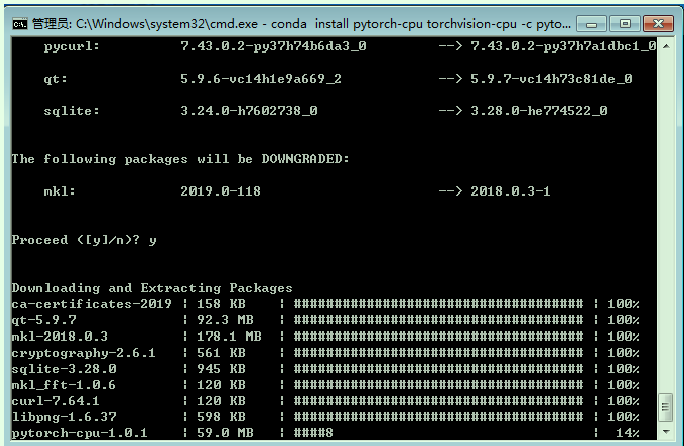 管理员: C:\Windows\system32\cmd.exe - conda install pytorch-cpu torchvision-cpu -c pyto...
pycurl: 7.43.0.2-py37h74b6da3_0 --> 7.43.0.2-py37h7a1dbc1_0
qt: 5.9.6-vc14h1e9a669_2 --> 5.9.7-vc14h73c81de_0
sqlite: 3.24.0-h7602738_0 --> 3.28.0-he774522_0
The following packages will be DOWNGRADED:
mkl: 2019.0-118 --> 2018.0.3-1
Proceed ([y]/n)? y
Downloading and Extracting Packages
ca-certificates-2019 | 158 KB | ##################################### | 100%
qt-5.9.7 | 92.3 MB | ##################################### | 100%
mkl-2018.0.3 | 178.1 MB | ##################################### | 100%
cryptography-2.6.1 | 561 KB | ##################################### | 100%
sqlite-3.28.0 | 945 KB | ##################################### | 100%
mkl_fft-1.0.6 | 120 KB | ##################################### | 100%
curl-7.64.1 | 120 KB | ##################################### | 100%
libpng-1.6.37 | 598 KB | ##################################### | 100%
pytorch-cpu-1.0.1 | 59.0 MB | ####8 | 14%